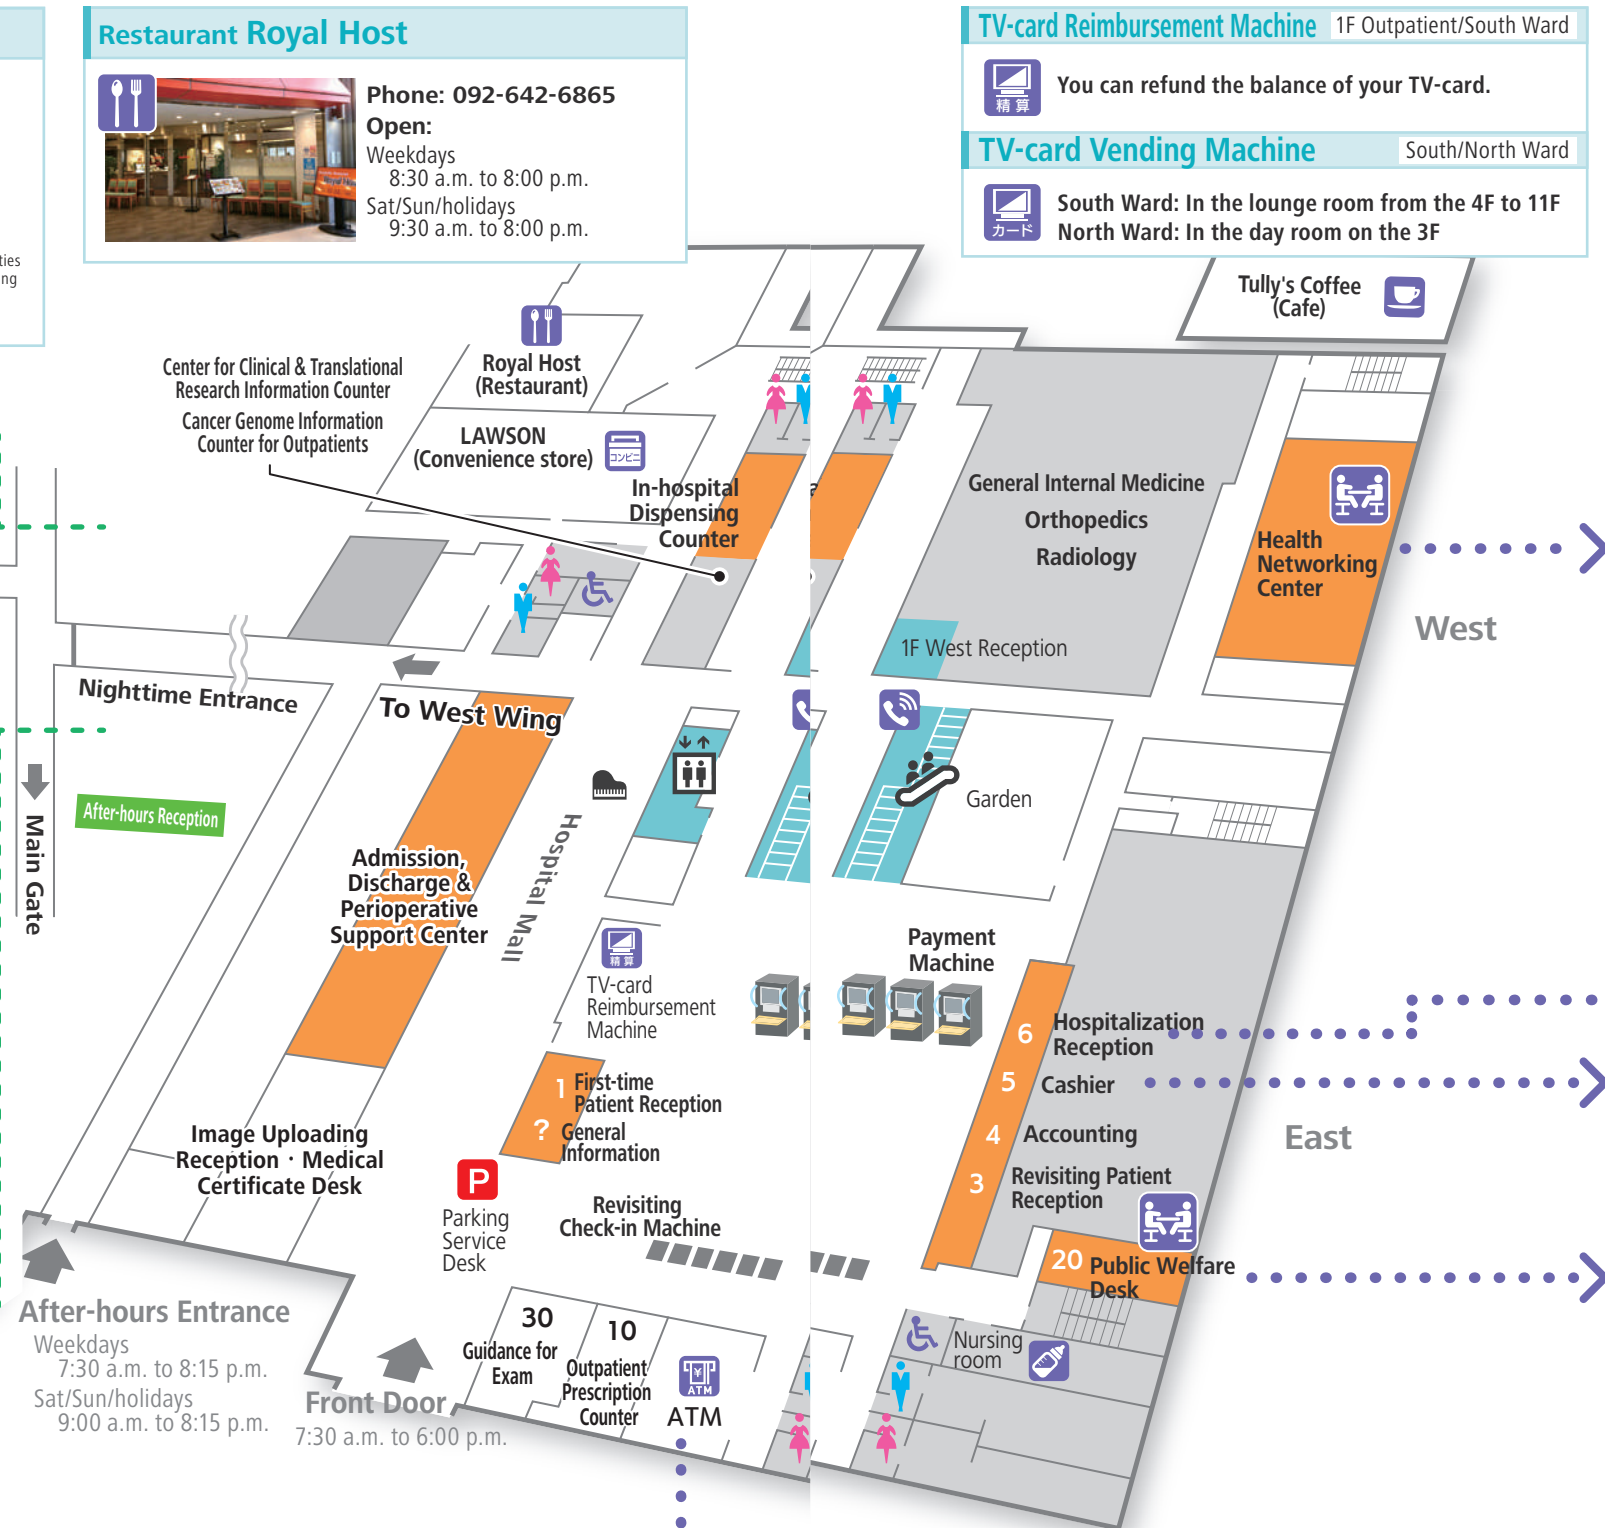 Restaurant Royal Host
Phone: 092-642-6865
Open:
Weekdays
8:30 a.m. to 8:00 p.m.
Sat/Sun/holidays
9:30 a.m. to 8:00 p.m.
TV-card Reimbursement Machine 1F Outpatient/South Ward
精算
You can refund the balance of your TV-card.
TV-card Vending Machine South/North Ward
カード
South Ward: In the lounge room from the 4F to 11F
North Ward: In the day room on the 3F
ties
ng
Tully's Coffee
(Cafe)
Royal Host
(Restaurant)
Center for Clinical & Translational
Research Information Counter
Cancer Genome Information
Counter for Outpatients
LAWSON
(Convenience store)
コンビニ
In-hospital
Dispensing
Counter
General Internal Medicine
Orthopedics
Radiology
Health
Networking
Center
West
1F West Reception
Nighttime Entrance
To West Wing
Main Gate
After-hours Reception
Hospital Mall
Garden
Admission,
Discharge &
Perioperative
Support Center
精算
TV-card
Reimbursement
Machine
Payment
Machine
6 Hospitalization
Reception
5 Cashier
4 Accounting
3 Revisiting Patient
Reception
East
1 First-time
Patient Reception
? General
Information
Image Uploading
Reception・Medical
Certificate Desk
P
Parking
Service
Desk
Revisiting
Check-in Machine
20 Public Welfare
Desk
After-hours Entrance
Weekdays
7:30 a.m. to 8:15 p.m.
Sat/Sun/holidays
9:00 a.m. to 8:15 p.m.
Front Door
7:30 a.m. to 6:00 p.m.
30
Guidance for
Exam
10
Outpatient
Prescription
Counter
¥
ATM
ATM
Nursing
room